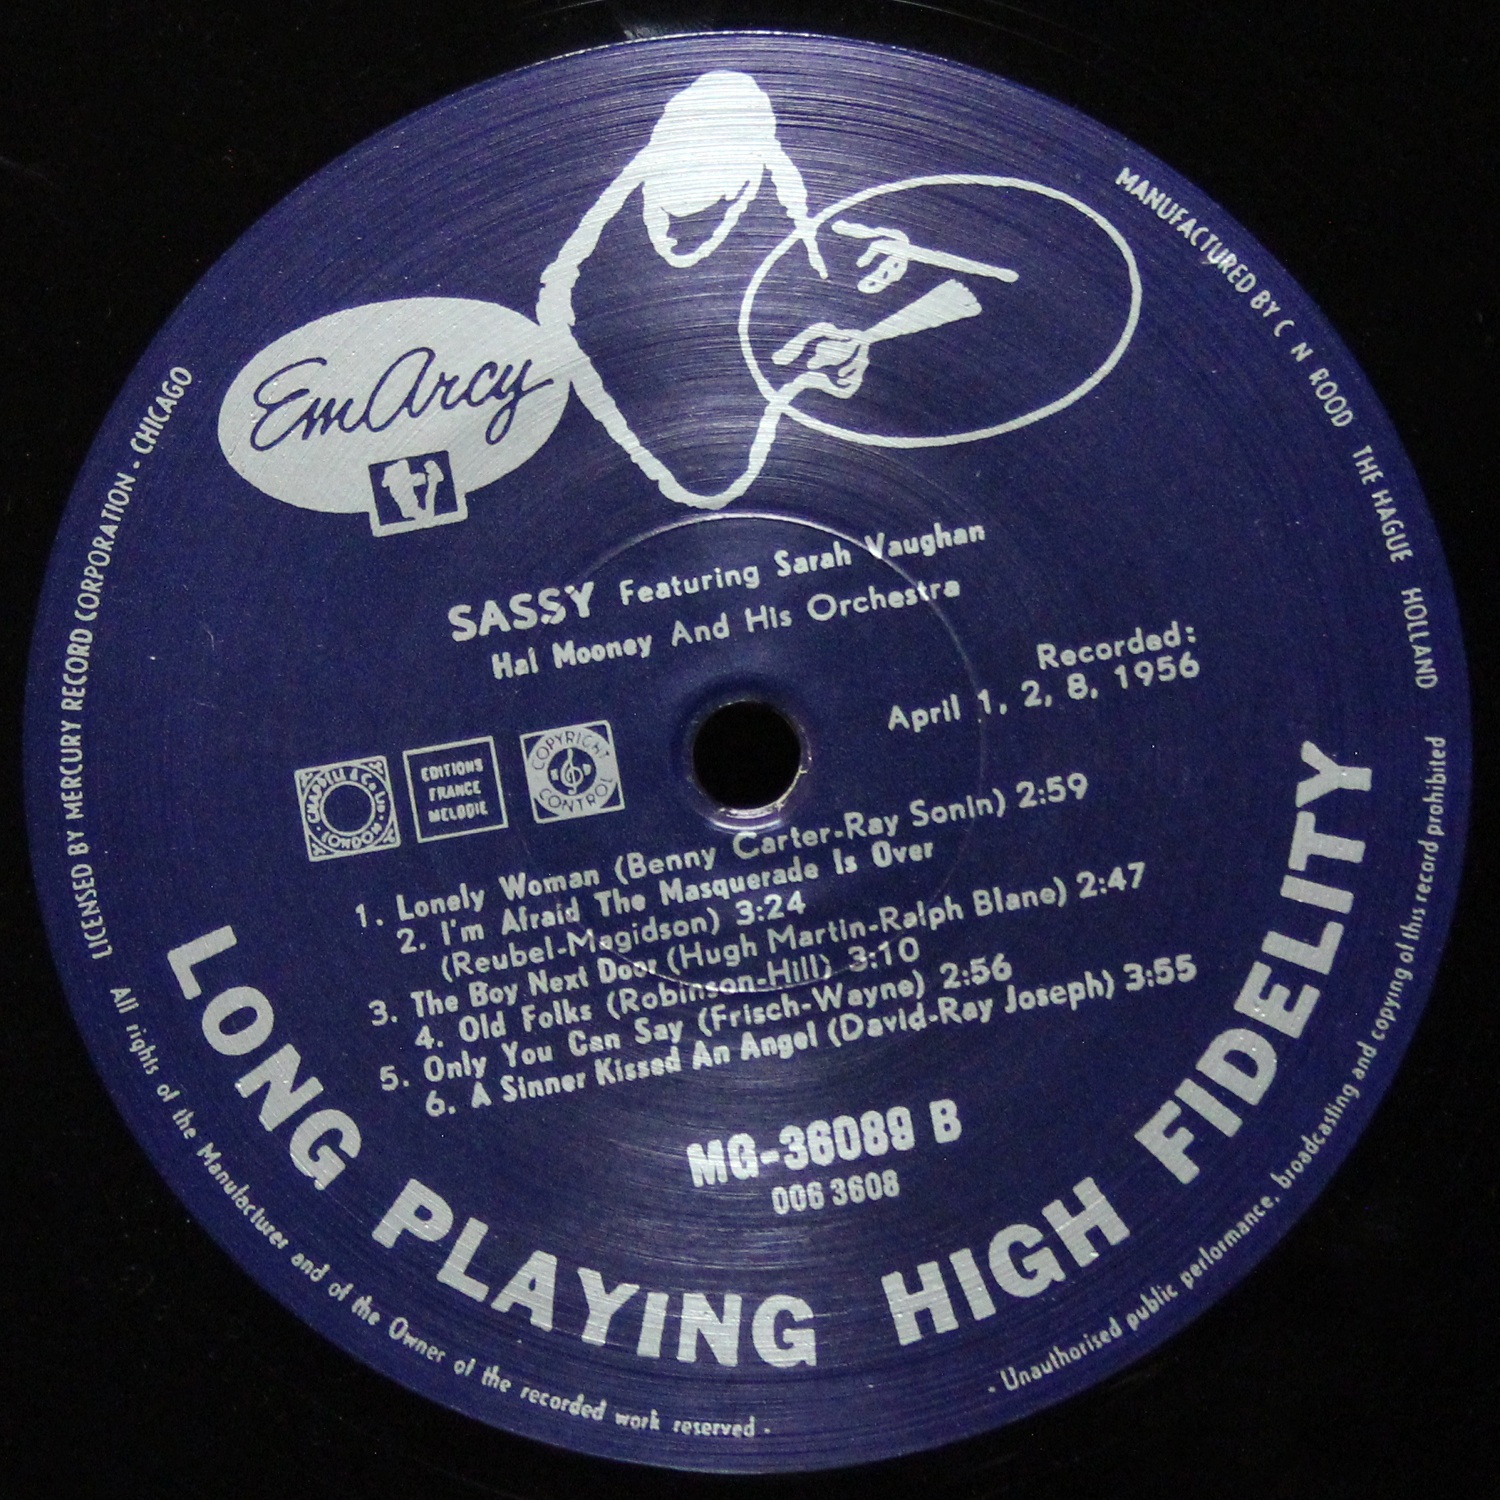 EmArcy
MANUFACTURED BY C N ROOD THE HAGUE HOLLAND
LICENSED BY MERCURY RECORD CORPORATION - CHICAGO
SASSY Featuring Sarah Vaughan
Hal Mooney And His Orchestra
Recorded:
April 1, 2, 8, 1956
CHAPPELL & Co LTD. LONDON
EDITIONS
FRANCE
MELODIE
COPYRIGHT
CONTROL
1. Lonely Woman (Benny Carter-Ray Sonin) 2:59
2. I'm Afraid The Masquerade Is Over
(Reubel-Magidson) 3:24
3. The Boy Next Door (Hugh Martin-Ralph Blane) 2:47
4. Old Folks (Robinson-Hill) 3:10
5. Only You Can Say (Frisch-Wayne) 2:56
6. A Sinner Kissed An Angel (David-Ray Joseph) 3:55
MG-36089 B
006 3608
LONG PLAYING HIGH FIDELITY
All rights of the Manufacturer and of the Owner of the recorded work reserved -
- Unauthorised public performance, broadcasting and copying of this record prohibited